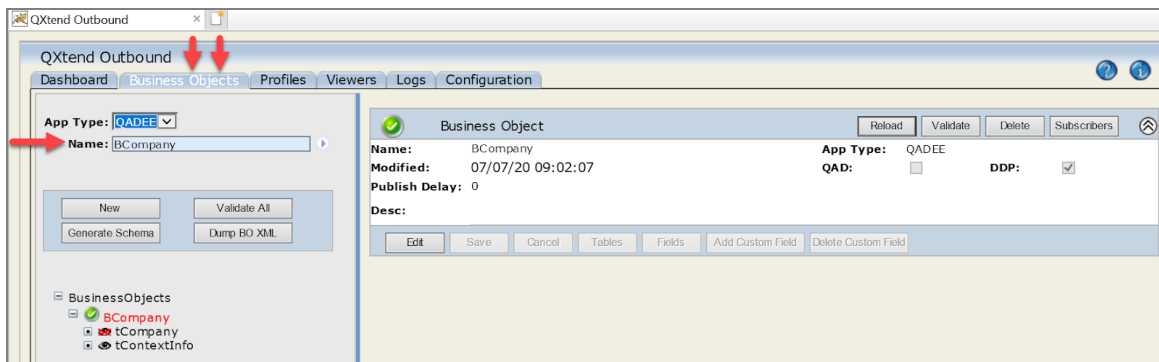 QXtend Outbound ×
QXtend Outbound
Dashboard Business Objects Profiles Viewers Logs Configuration
App Type: QADEE
Name: BCompany
New Validate All
Generate Schema Dump BO XML
BusinessObjects
BCompany
tCompany
tContextInfo
Business Object Reload Validate Delete Subscribers
Name: BCompany App Type: QADEE
Modified: 07/07/20 09:02:07 QAD: DDP:
Publish Delay: 0
Desc:
Edit Save Cancel Tables Fields Add Custom Field Delete Custom Field